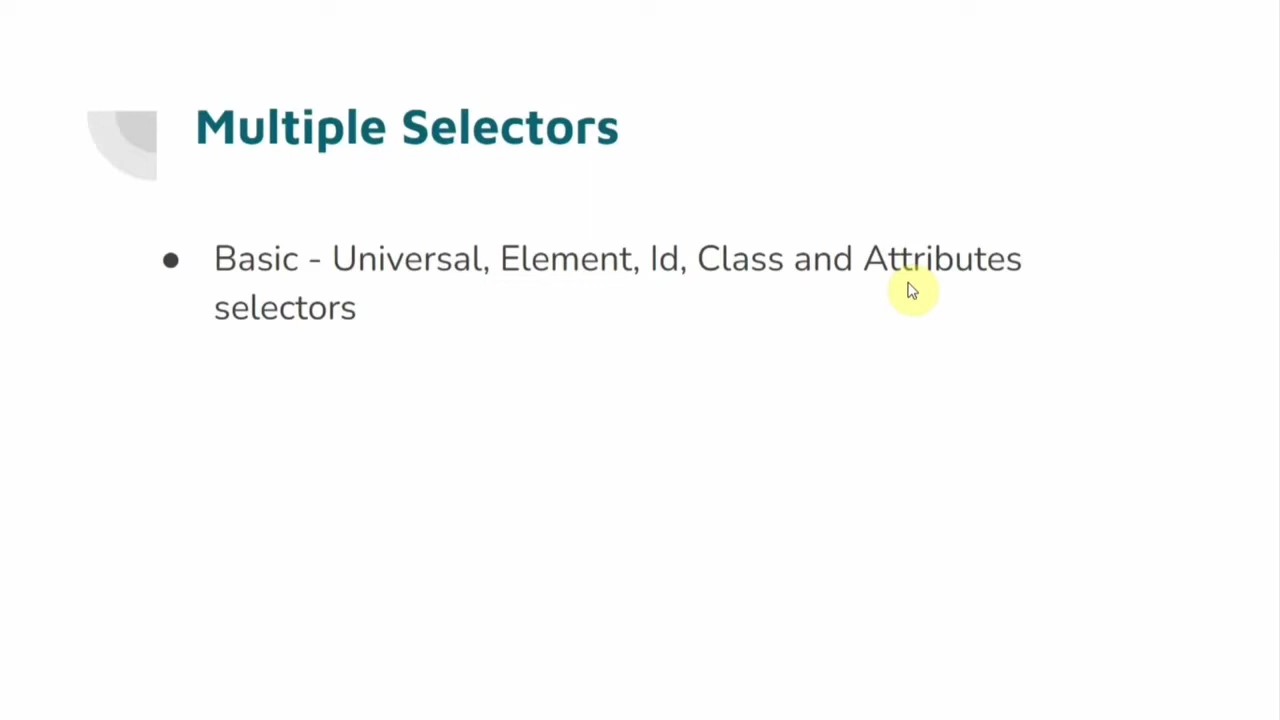 Multiple Selectors
● Basic - Universal, Element, Id, Class and Attributes
selectors